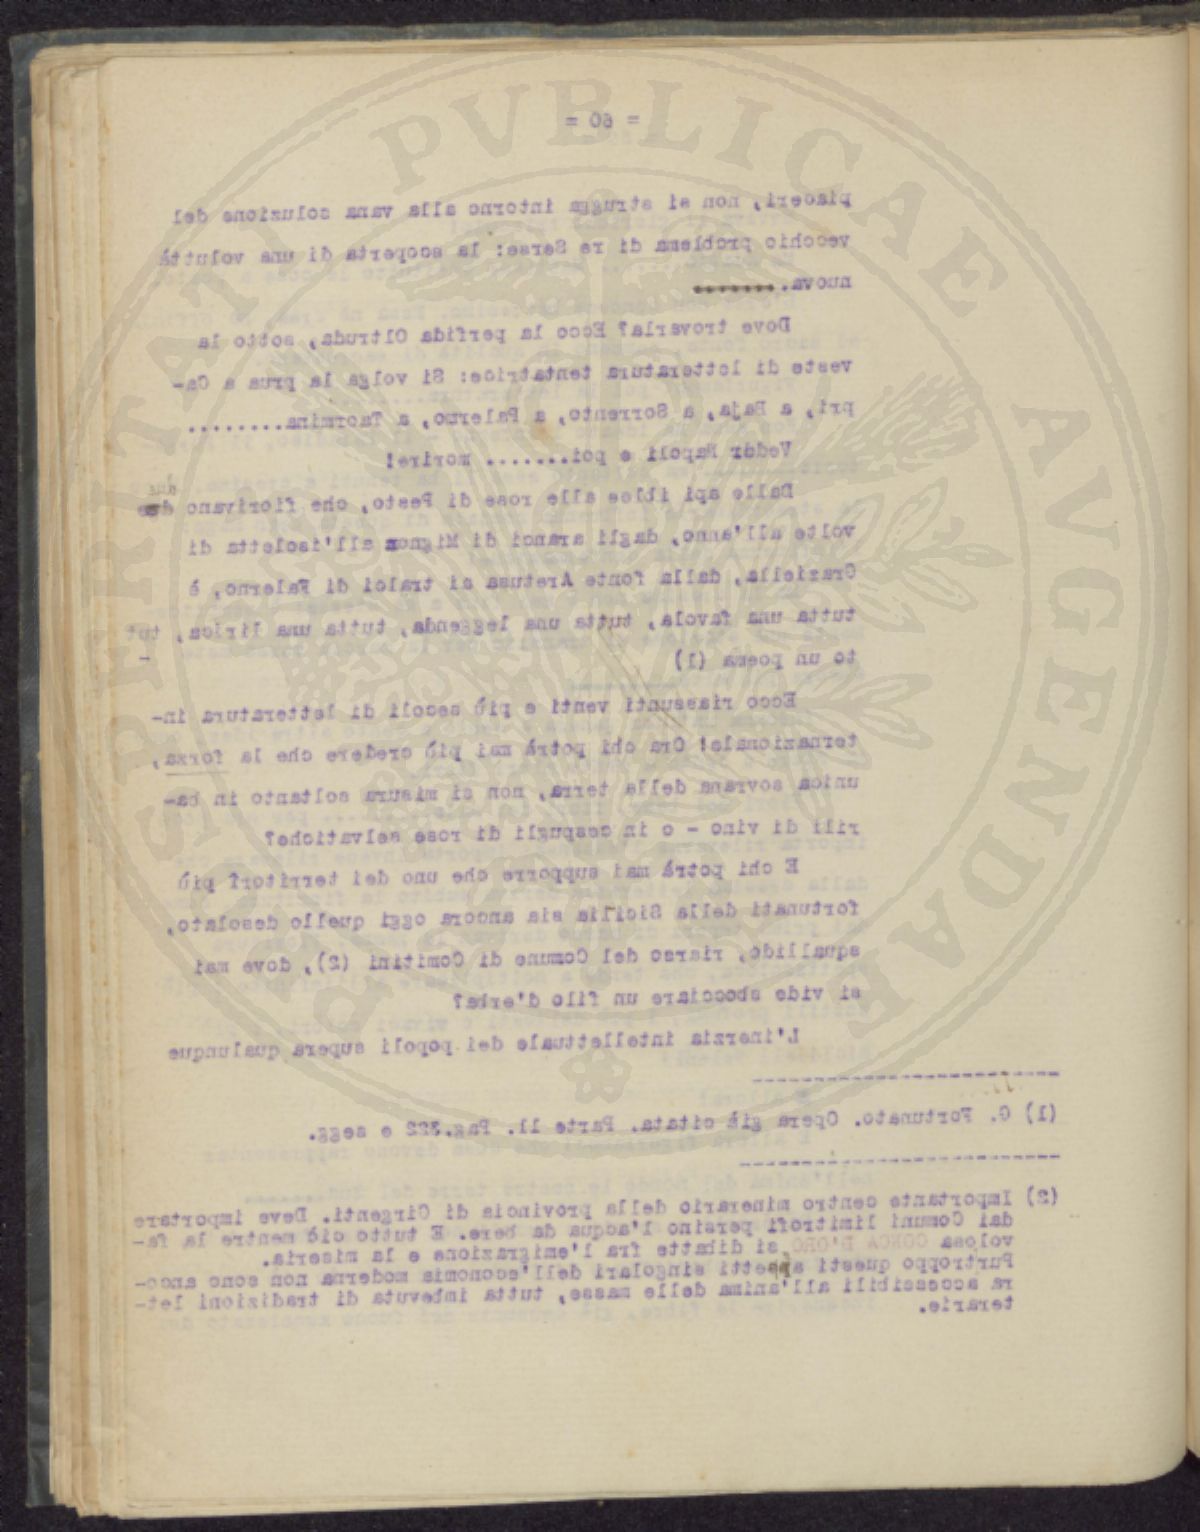 = 60 =
piaceri, non si strugga intorno alla vana soluzione del
vecchio problema di re Serse: la scoperta di una voluttà
nuova.
Dove trovarla? Ecco la perfida Oltruda, sotto la
veste di letteratura tentatrice: Si volga la prua a Ca-
pri, a Baja, a Sorrento, a Palermo, a Taormina.........
Veder Napoli e poi........ morire!
Dalle api iblee alle rose di Pesto, che fiorivano due
volte all'anno, dagli aranci di Mignon all'isoletta di
Graziella, dalla fonte Aretusa ai tralci di Falerno, è
tutta una favola, tutta una leggenda, tutta una lirica, tut-
to un poema (1)
Ecco riassunti venti e più secoli di letteratura in-
ternazionale! Ora chi potrà mai più credere che la forza,
unica sovrana della terra, non si misura soltanto in ba-
rili di vino - o in cespugli di rose selvatiche?
E chi potrà mai supporre che uno dei territorî più
fortunati della Sicilia sia ancora oggi quello desolato,
squallido, riarso del Comune di Comitini (2), dove mai
si vide sbocciare un filo d'erba?
L'inerzia intellettuale dei popoli supera qualunque
(1) G. Fortunato. Opera già citata. Parte 11. Pag.322 e segg.
(2) Importante centro minerario della provincia di Girgenti. Deve importare
dai Comuni limitrofi persino l'acqua da bere. E tutto ciò mentre la fa-
volosa CONCA D'ORO si dibatte fra l'emigrazione e la miseria.
Purtroppo questi aspetti singolari dell'economia moderna non sono anco-
ra accessibili all'anima delle masse, tutta imbevuta di tradizioni let-
terarie.
PROSPERITATI PVBLICAE AVGENDAE